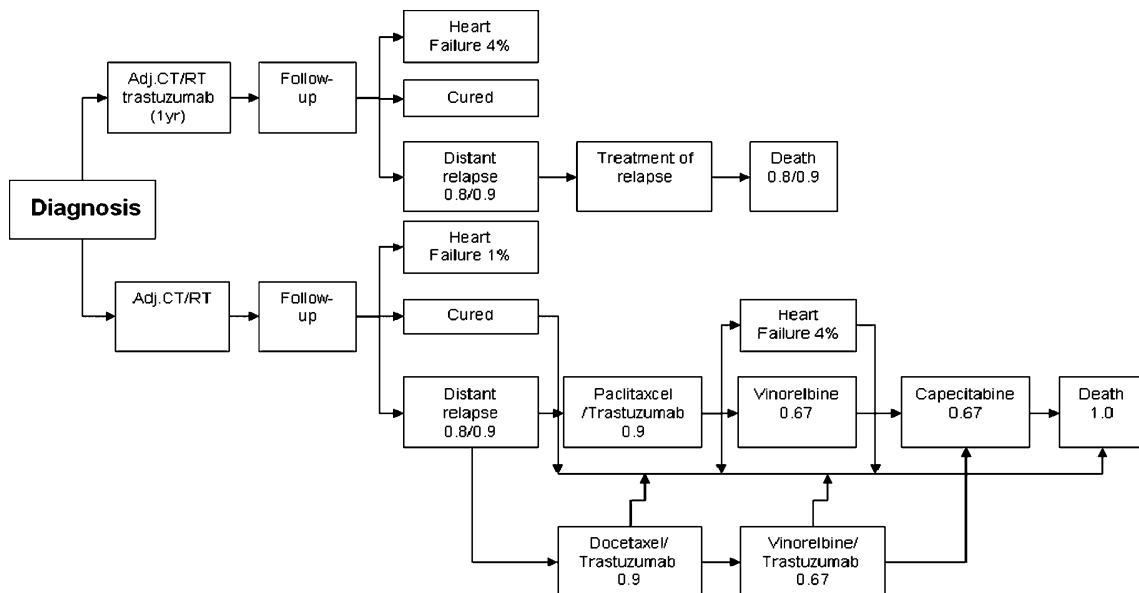 Heart
Failure 4%
Adj.CT/RT
trastuzumab
(1yr)
Follow-
up
Cured
Distant
relapse
0.8/0.9
Treatment of
relapse
Death
0.8/0.9
Diagnosis
Heart
Failure 1%
Adj.CT/RT
Follow-
up
Cured
Heart
Failure 4%
Distant
relapse
0.8/0.9
Paclitaxcel
/Trastuzumab
0.9
Vinorelbine
0.67
Capecitabine
0.67
Death
1.0
Docetaxel/
Trastuzumab
0.9
Vinorelbine/
Trastuzumab
0.67